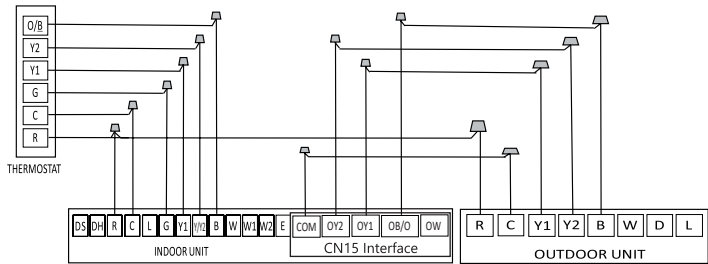 O/B
Y2
Y1
G
C
R
THERMOSTAT
DS DH R C L G Y1 Y/Y2 B W W1 W2 E COM OY2 OY1 OB/O OW
INDOOR UNIT
CN15 Interface
R C Y1 Y2 B W D L
OUTDOOR UNIT